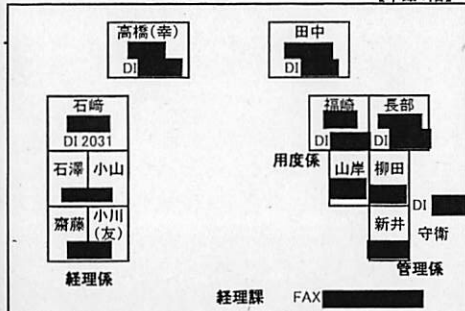 高橋(幸)
DI
田中
DI
石﨑
DI 2031
石澤 小山
齋藤 小川(友)
経理係
福崎 長部
DI DI
用度係
山岸 柳田
DI
新井 守衛
管理係
経理課 FAX